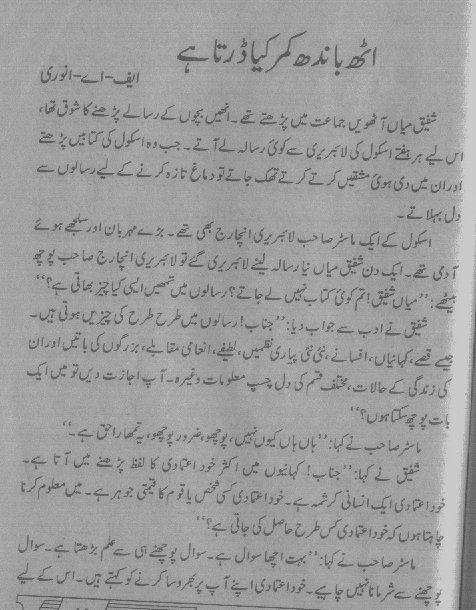 اٹھ باندھ کمر کیا ڈرتا ہے
ایف-اے-انوری
شفیق میاں آٹھویں جماعت میں پڑھتے تھے۔ انھیں بچوں کے رسالے پڑھنے کا شوق تھا،
اس لیے ہر ہفتے اسکول کی لائبریری سے کوئی رسالہ لے آتے۔ جب وہ اسکول کی کتابیں پڑھتے
اور ان میں دی ہوئی مشقیں کرتے کرتے تھک جاتے تو دماغ تازہ کرنے کے لیے رسالوں سے
دل بہلاتے۔
اسکول کے ایک ماسٹر صاحب لائبریری انچارج بھی تھے۔ بڑے مہربان اور سلجھے ہوئے
آدمی تھے۔ ایک دن شفیق میاں نیا رسالہ لینے لائبریری گئے تو لائبریری انچارج صاحب پوچھ
بیٹھے: ”میاں شفیق! تم کوئی کتاب نہیں لے جاتے؟ رسالوں میں تمھیں ایسی کیا چیز بھاتی ہے؟“
شفیق نے ادب سے جواب دیا: ”جناب! رسالوں میں طرح طرح کی چیزیں ہوتی ہیں۔
جیسے قصے، کہانیاں، افسانے، نئی نئی پیاری نظمیں، لطیفے، انعامی مقابلے، بزرگوں کی باتیں اور ان
کی زندگی کے حالات، مختلف قسم کی دل چسپ معلومات وغیرہ۔ آپ اجازت دیں تو میں ایک
بات پوچھ سکتا ہوں؟“
ماسٹر صاحب نے کہا: ”ہاں ہاں کیوں نہیں، پوچھو، ضرور پوچھو، یہ تمھارا حق ہے۔“
شفیق نے کہا: ”جناب! کہانیوں میں اکثر خود اعتمادی کا لفظ پڑھنے میں آتا ہے۔
خود اعتمادی ایک انسانی کرشمہ ہے۔ خود اعتمادی کسی شخص یا قوم کا قیمتی جوہر ہے۔ میں معلوم کرنا
چاہتا ہوں کہ خود اعتمادی کس طرح حاصل کی جاتی ہے؟“
ماسٹر صاحب نے کہا: ”بہت اچھا سوال ہے۔ سوال پوچھنے ہی سے علم بڑھتا ہے۔ سوال
پوچھنے سے شرمانا نہیں چاہیے۔ خود اعتمادی اپنے آپ پر بھروسا کرنے کو کہتے ہیں۔ اس کے لیے